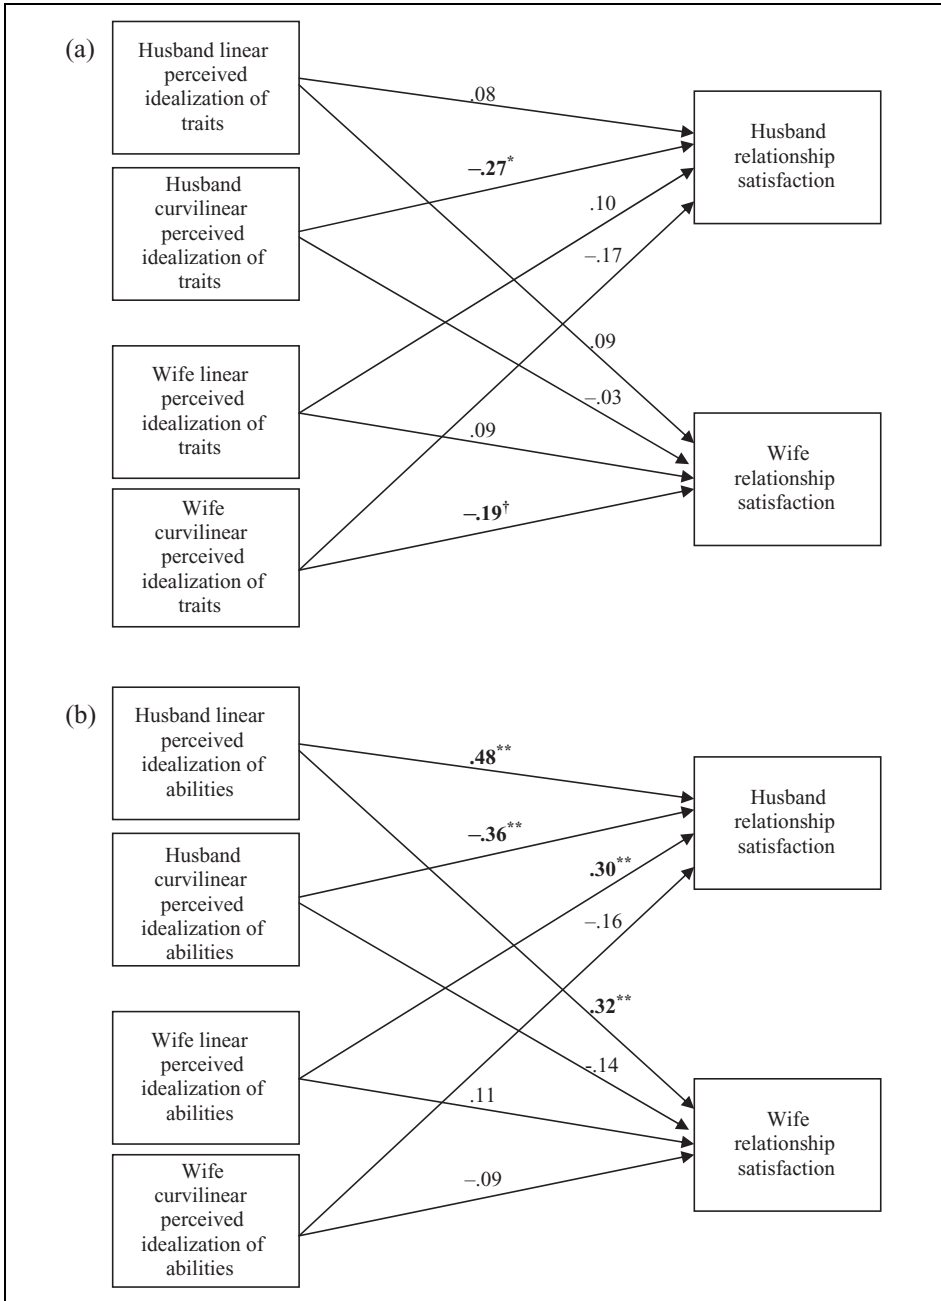 (a)
Husband linear
perceived
idealization of
traits
Husband
curvilinear
perceived
idealization of
traits
Wife linear
perceived
idealization of
traits
Wife
curvilinear
perceived
idealization of
traits
.08
–.27*
.10
–.17
.09
–.03
.09
–.19†
Husband
relationship
satisfaction
Wife
relationship
satisfaction
(b)
Husband linear
perceived
idealization of
abilities
Husband
curvilinear
perceived
idealization of
abilities
Wife linear
perceived
idealization of
abilities
Wife
curvilinear
perceived
idealization of
abilities
.48**
–.36**
.30**
–.16
.32**
-.14
.11
–.09
Husband
relationship
satisfaction
Wife
relationship
satisfaction